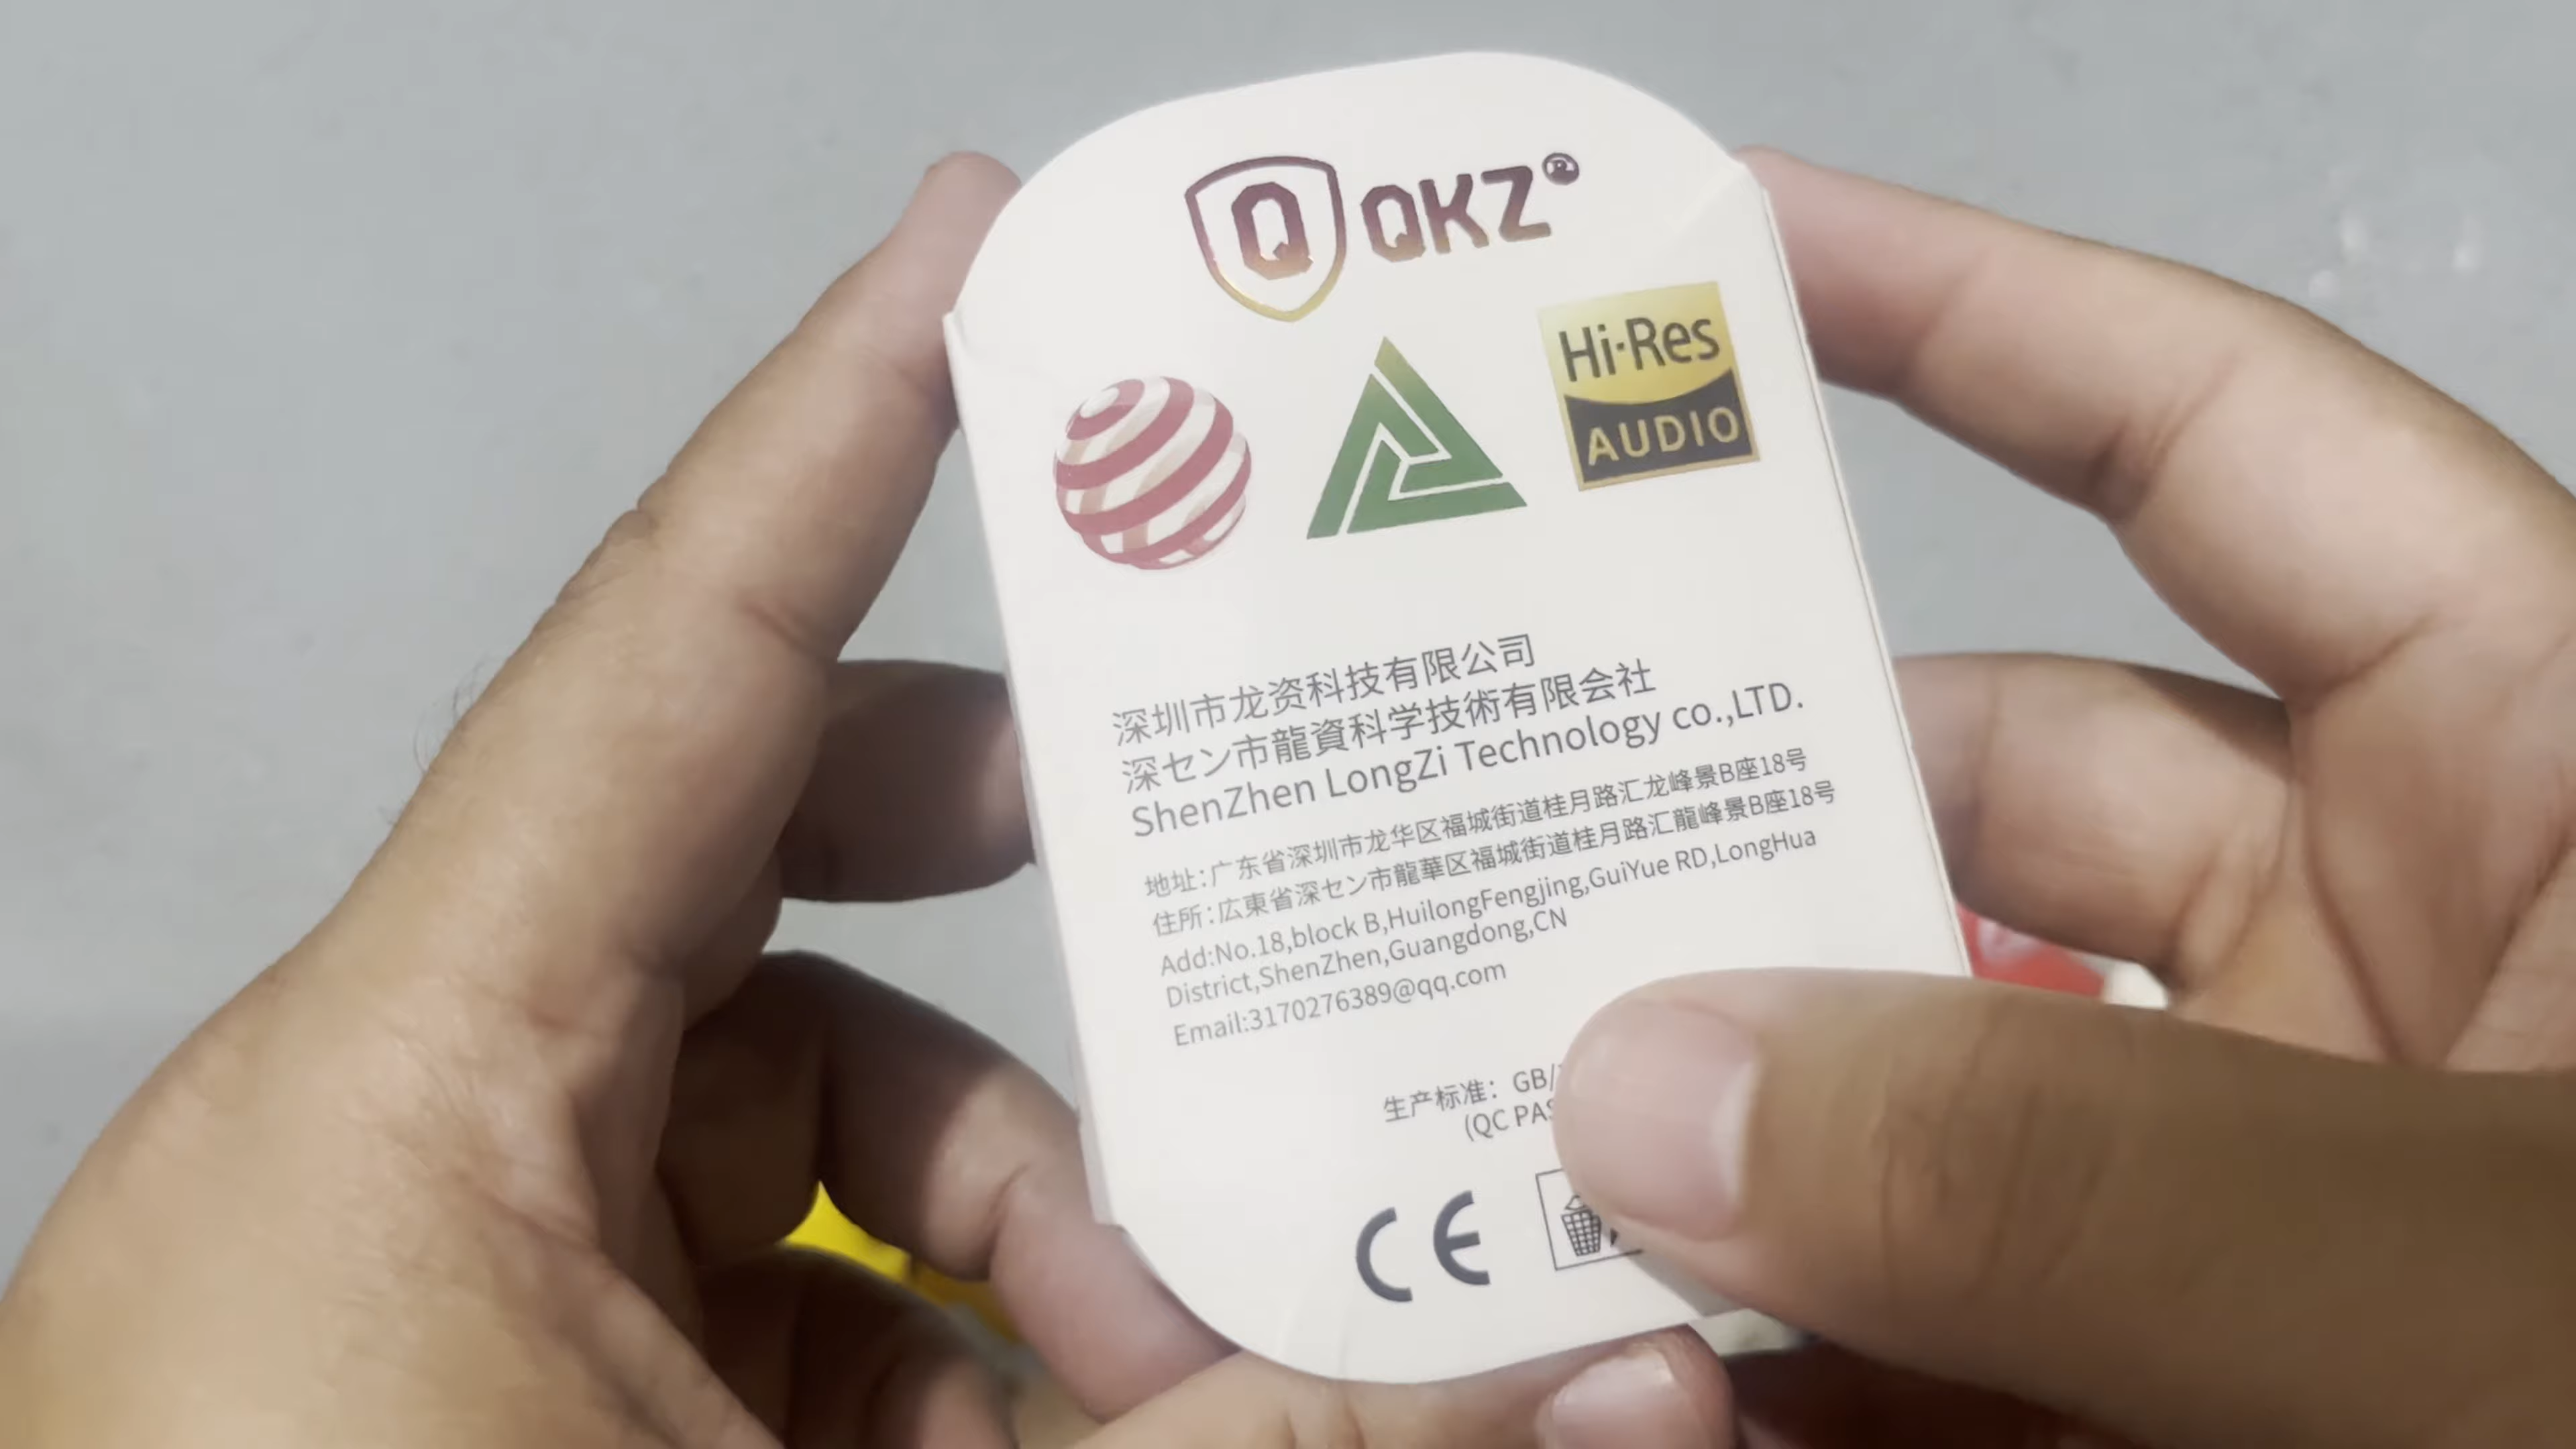 Q QKZ®
Hi-Res
AUDIO
深圳市龙资科技有限公司
深セン市龍資科学技術有限会社
ShenZhen LongZi Technology co.,LTD.
地址:广东省深圳市龙华区福城街道桂月路汇龙峰景B座18号
住所:広東省深セン市龍華区福城街道桂月路汇龍峰景B座18号
Add:No.18,block B,HuilongFengjing,GuiYue RD,LongHua
District,ShenZhen,Guangdong,CN
Email:3170276389@qq.com
生产标准：GB/
(QC PAS
CE